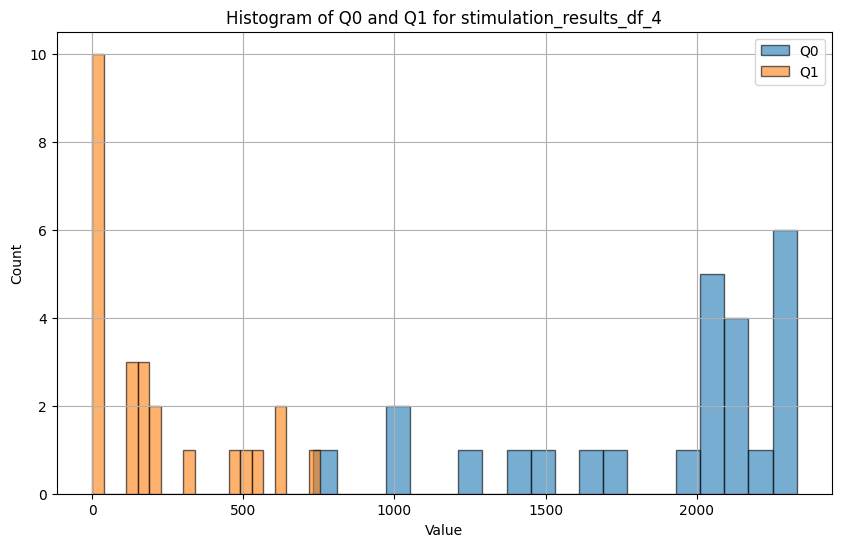 Histogram of Q0 and Q1 for stimulation_results_df_4
Q0
Q1
10
8
6
4
2
0
Count
0
500
1000
1500
2000
Value